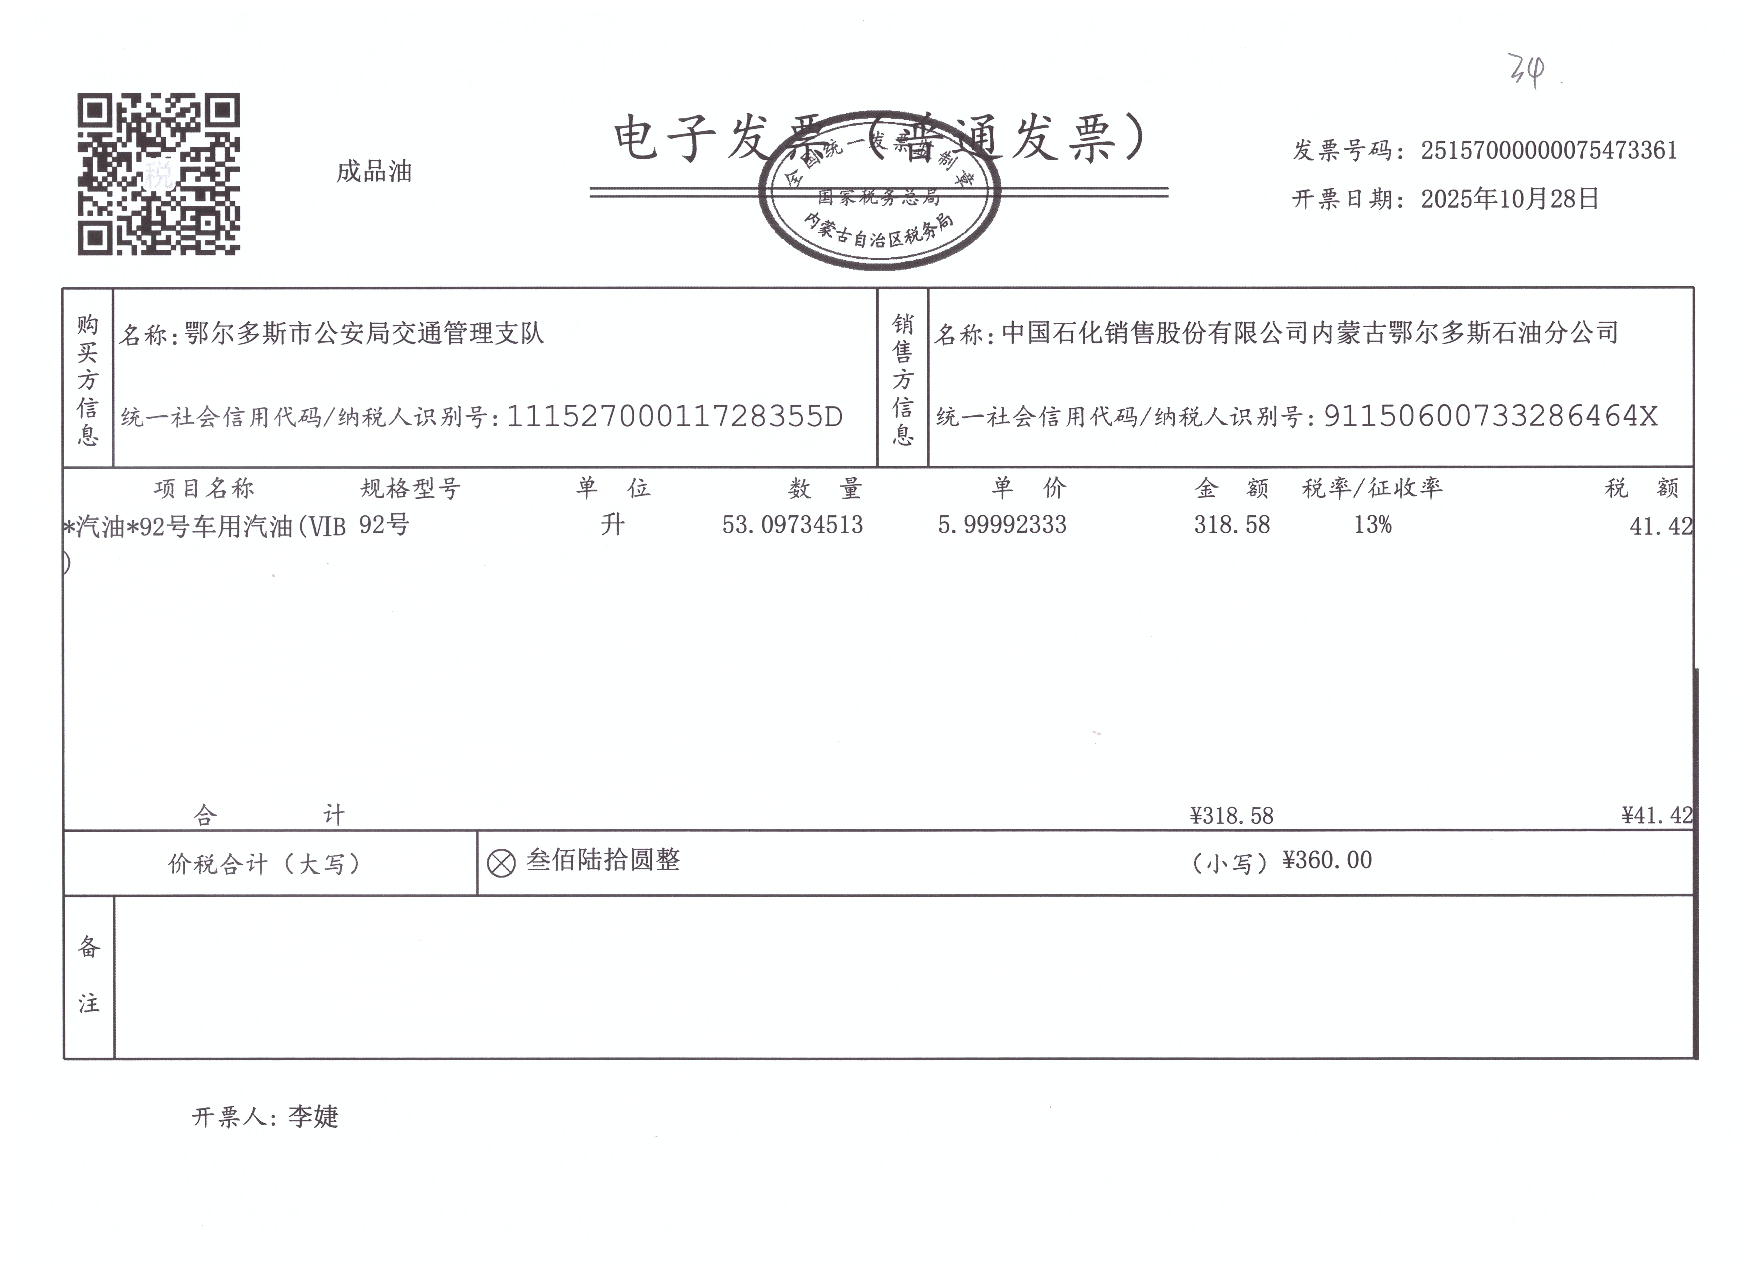 34
电子发票（普通发票）
成品油
发票号码：25157000000075473361
开票日期：2025年10月28日
全国统一发票监制章
国家税务总局
内蒙古自治区税务局
税
购买方信息
名称：鄂尔多斯市公安局交通管理支队
统一社会信用代码/纳税人识别号：11152700011728355D
销售方信息
名称：中国石化销售股份有限公司内蒙古鄂尔多斯石油分公司
统一社会信用代码/纳税人识别号：91150600733286464X
项目名称 规格型号 单 位 数 量 单 价 金 额 税率/征收率 税 额
*汽油*92号车用汽油(VIB 92号 升 53.09734513 5.99992333 318.58 13% 41.42
)
合 计 ¥318.58 ¥41.42
价税合计（大写） 叁佰陆拾圆整 （小写）¥360.00
备注
开票人：李婕